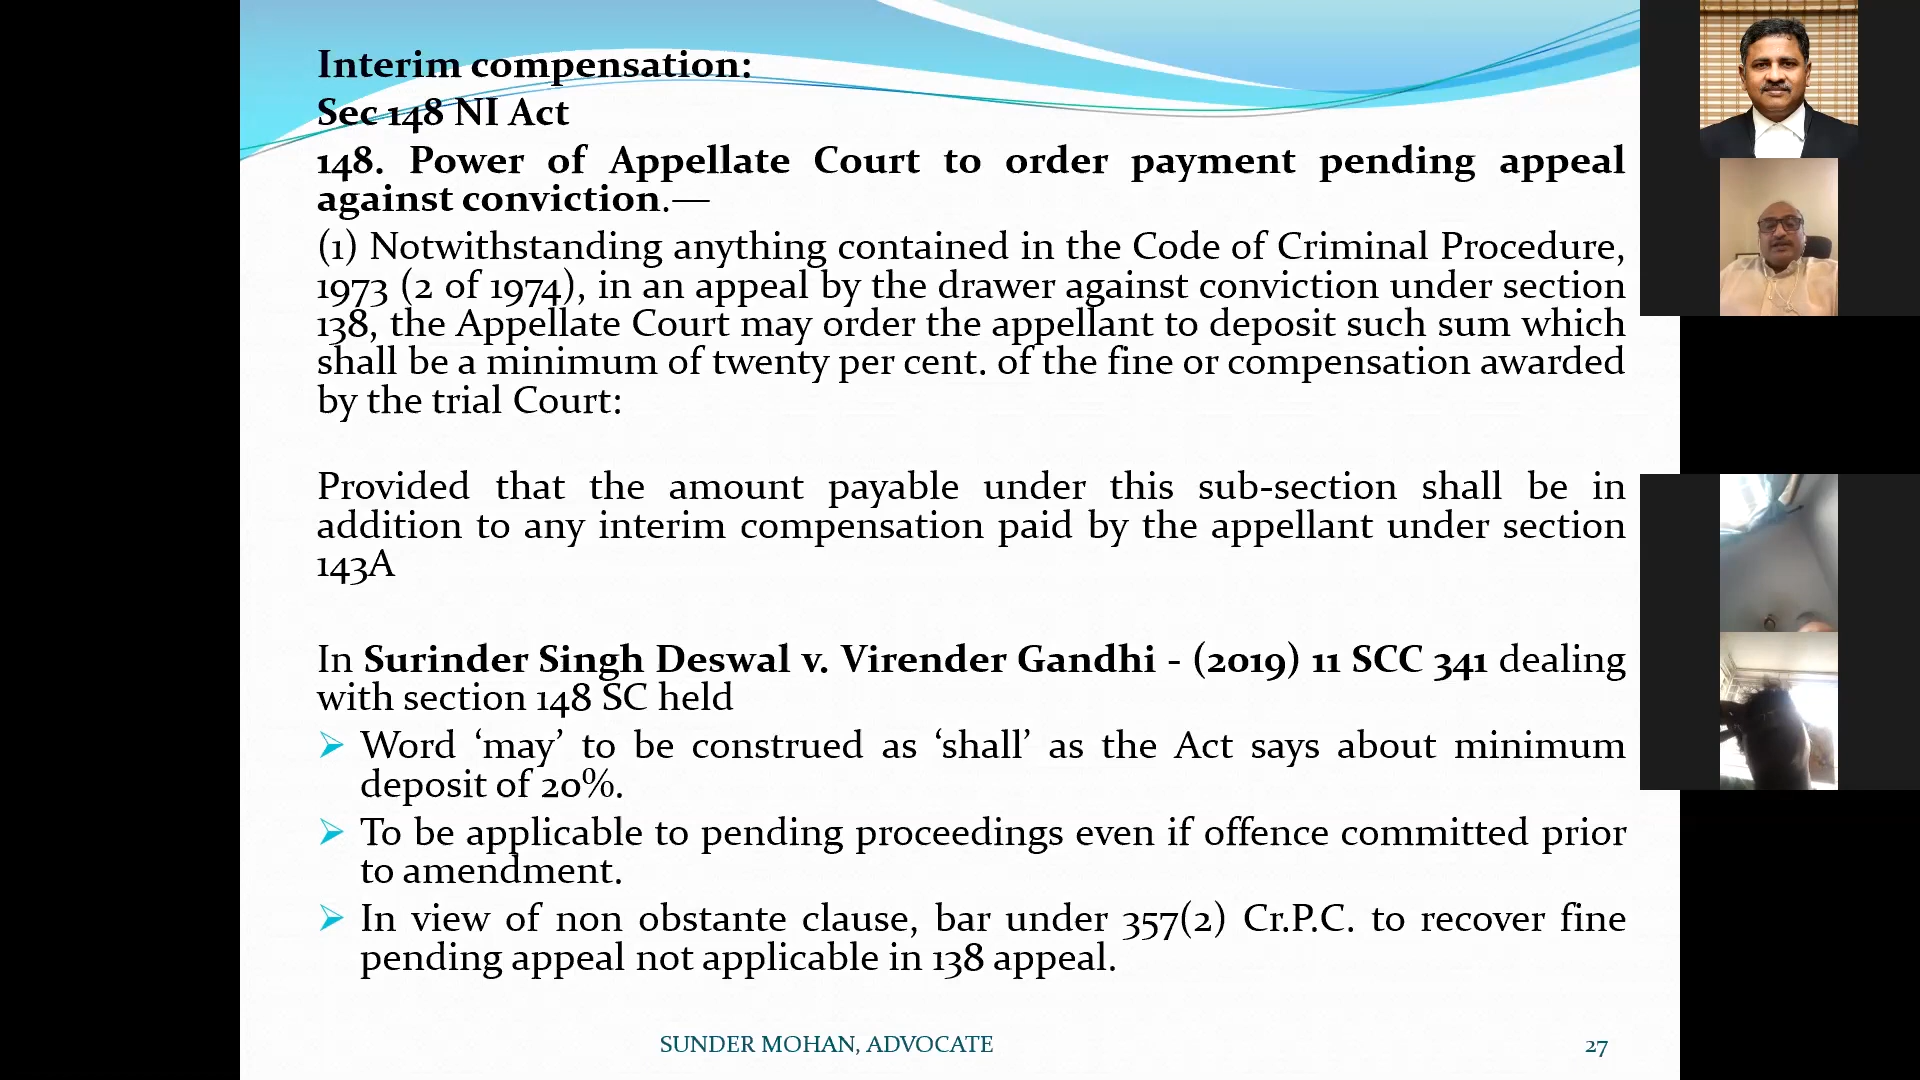 Interim compensation:
Sec 148 NI Act
148. Power of Appellate Court to order payment pending appeal
against conviction.—
(1) Notwithstanding anything contained in the Code of Criminal Procedure,
1973 (2 of 1974), in an appeal by the drawer against conviction under section
138, the Appellate Court may order the appellant to deposit such sum which
shall be a minimum of twenty per cent. of the fine or compensation awarded
by the trial Court:
Provided that the amount payable under this sub-section shall be in
addition to any interim compensation paid by the appellant under section
143A
In Surinder Singh Deswal v. Virender Gandhi - (2019) 11 SCC 341 dealing
with section 148 SC held
Word ‘may’ to be construed as ‘shall’ as the Act says about minimum
deposit of 20%.
To be applicable to pending proceedings even if offence committed prior
to amendment.
In view of non obstante clause, bar under 357(2) Cr.P.C. to recover fine
pending appeal not applicable in 138 appeal.
SUNDER MOHAN, ADVOCATE
27